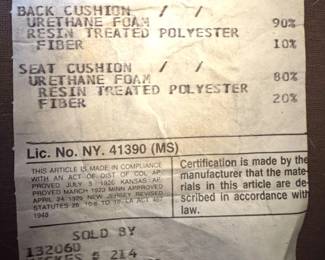 BACK CUSHION / /
URETHANE FOAM 90%
RESIN TREATED POLYESTER
FIBER 10%
SEAT CUSHION / /
URETHANE FOAM 80%
RESIN TREATED POLYESTER
FIBER 20%
Lic. No. NY. 41390 (MS)
THIS ARTICLE IS MADE IN COMPLIANCE
WITH AN ACT OF DIST OF COL AP-
PROVED JULY 3 1926 KANSAS AP-
PROVED MARCH 1923 MINN APPROVED
APRIL 24 1929 NEW JERSEY REVISED
STATUTES 26
1948
Certification is made by the
manufacturer that the mate-
rials in this article are de-
scribed in accordance with
law.
SOLD BY
132060
# 214